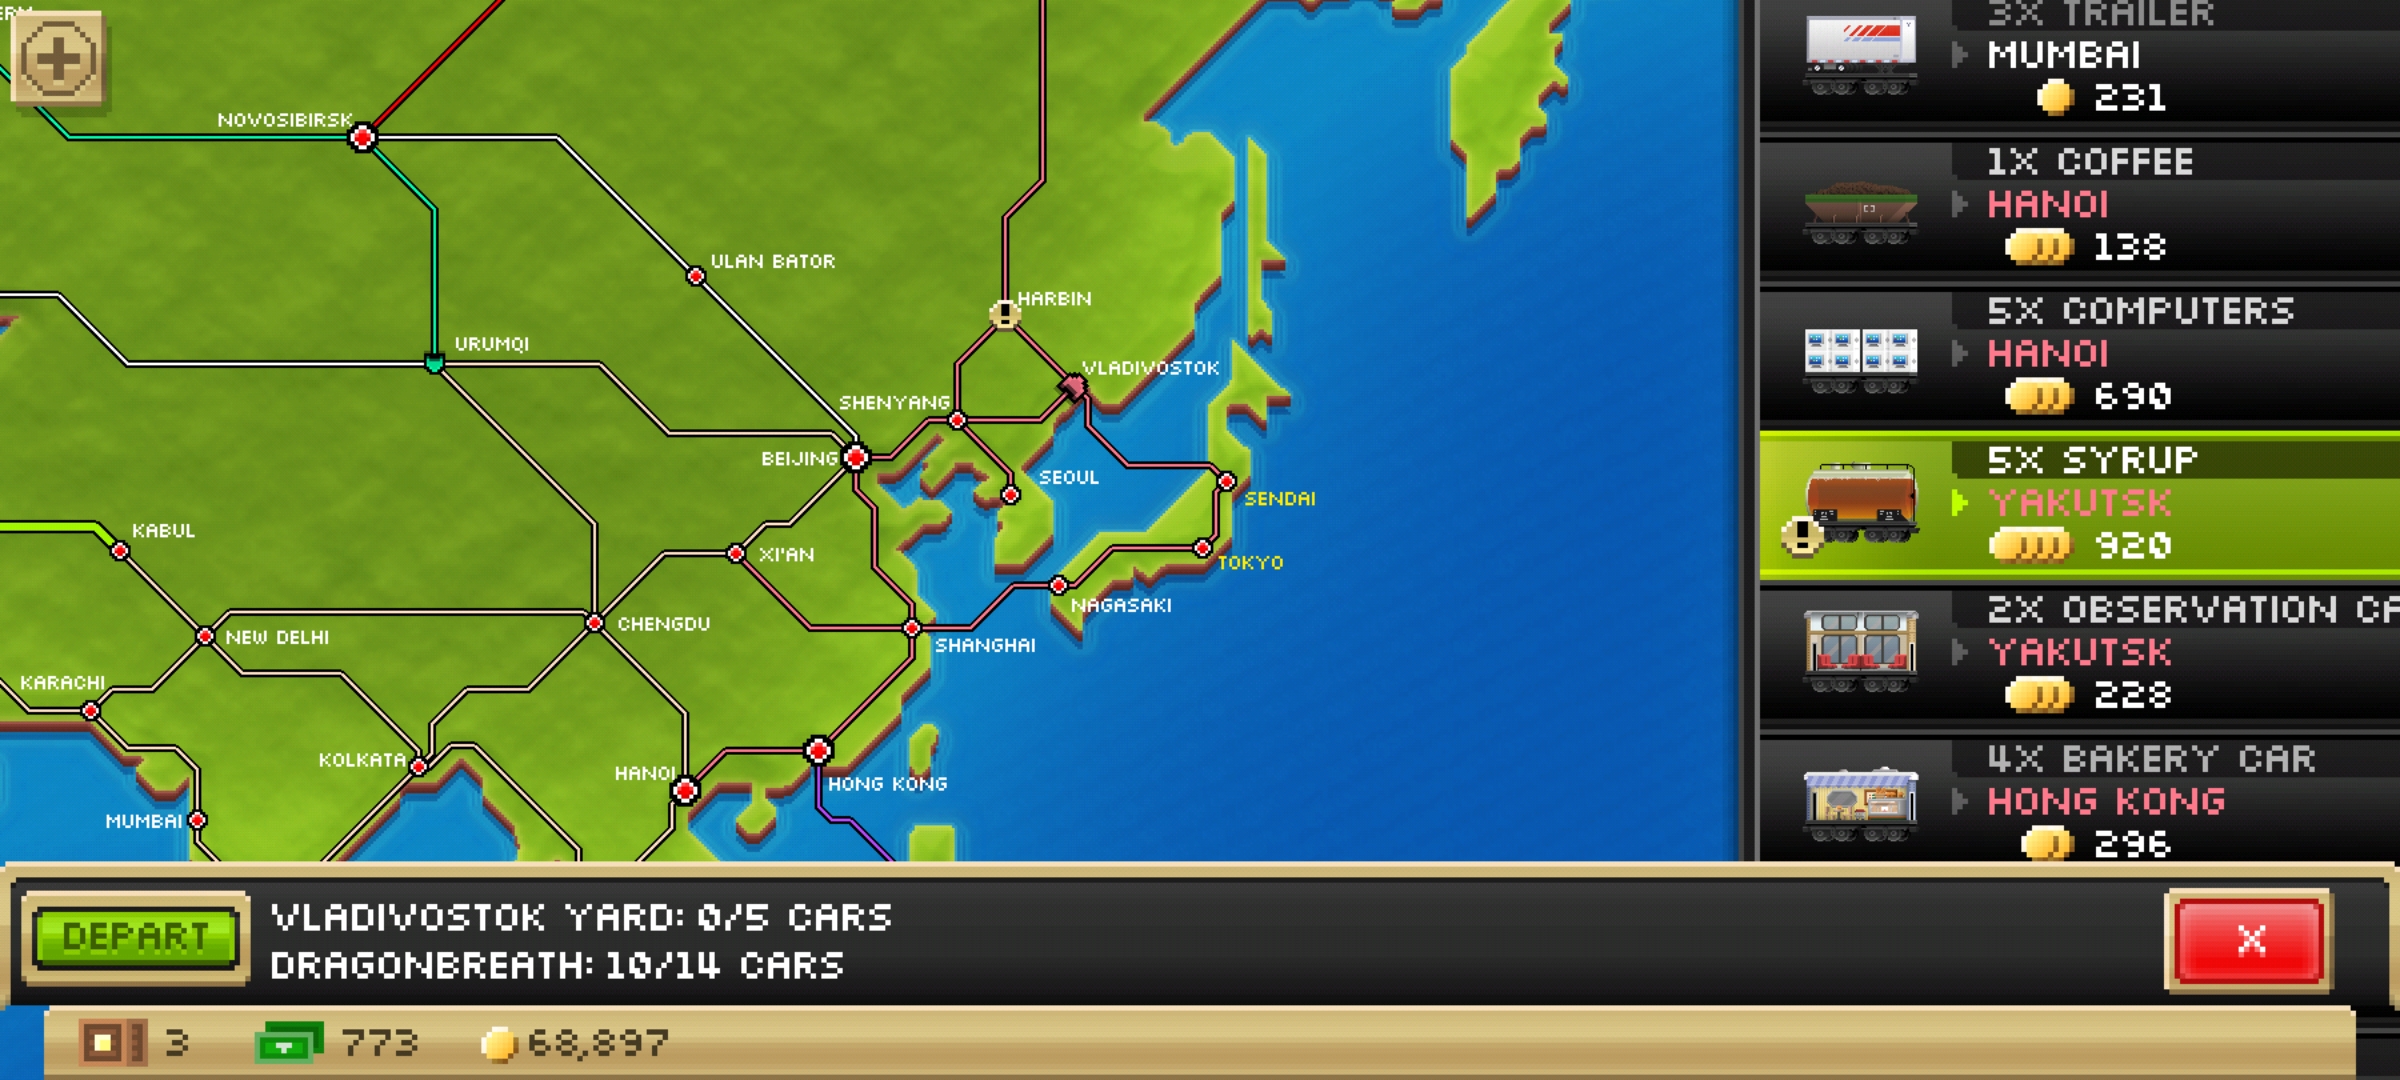 NOVOSIBIRSK
ULAN BATOR
HARBIN
URUMQI
VLADIVOSTOK
SHENYANG
BEIJING
SEOUL
SENDAI
KABUL
XI'AN
TOKYO
NAGASAKI
NEW DELHI
CHENGDU
SHANGHAI
KARACHI
KOLKATA
HANOI
HONG KONG
MUMBAI
3X TRAILER
MUMBAI
231
1X COFFEE
HANOI
138
5X COMPUTERS
HANOI
690
5X SYRUP
YAKUTSK
920
2X OBSERVATION CA
YAKUTSK
228
4X BAKERY CAR
HONG KONG
296
DEPART
VLADIVOSTOK YARD: 0/5 CARS
DRAGONBREATH: 10/14 CARS
X
3
773
68,897